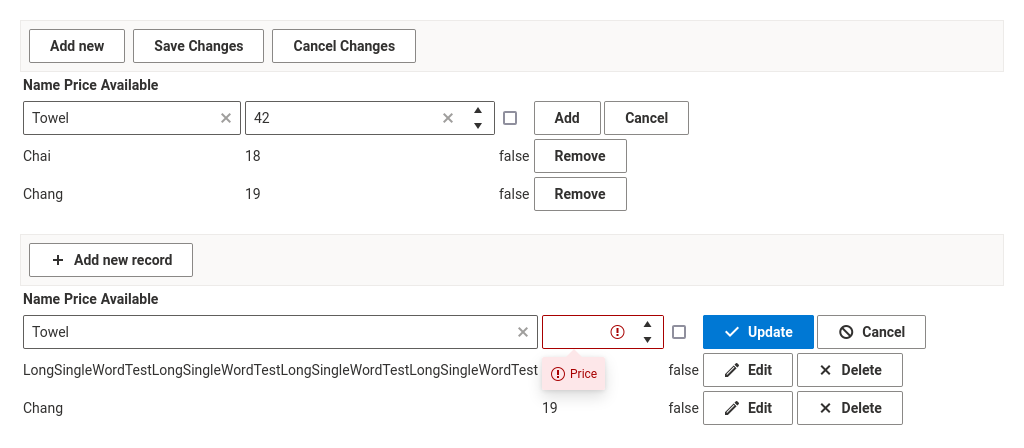 Add new Save Changes Cancel Changes
Name Price Available
Towel 42 Add Cancel
Chai 18 false Remove
Chang 19 false Remove
Add new record
Name Price Available
Towel Update Cancel
LongSingleWordTestLongSingleWordTestLongSingleWordTestLongSingleWordTest Price false Edit Delete
Chang 19 false Edit Delete